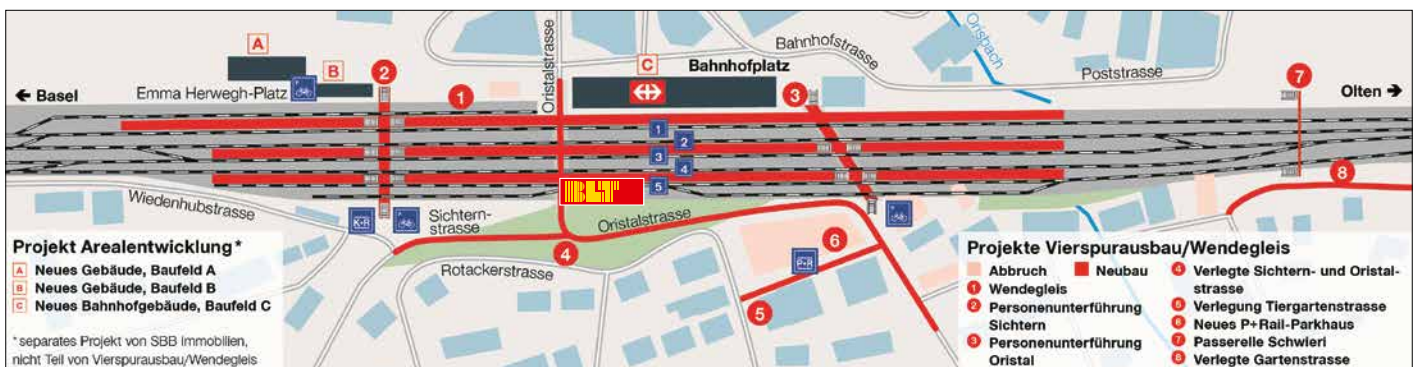 A
B
Emma Herwegh-Platz
2
← Basel
1
Oristalstrasse
C
Bahnhofplatz
3
Bahnhofstrasse
Orisbach
Poststrasse
7
Olten →
1
2
3
4
5
8
Wiedenhubstrasse
K+R
Sichtern-
strasse
BLT
Oristalstrasse
4
Rotackerstrasse
6
P+R
5
Projekt Arealentwicklung*
A Neues Gebäude, Baufeld A
B Neues Gebäude, Baufeld B
C Neues Bahnhofgebäude, Baufeld C
* separates Projekt von SBB Immobilien,
nicht Teil von Vierspurausbau/Wendegleis
Projekte Vierspurausbau/Wendegleis
Abbruch Neubau
1 Wendegleis
2 Personenunterführung
Sichtern
3 Personenunterführung
Oristal
4 Verlegte Sichtern- und Oristal-
strasse
5 Verlegung Tiergartenstrasse
6 Neues P+Rail-Parkhaus
7 Passerelle Schwieri
8 Verlegte Gartenstrasse